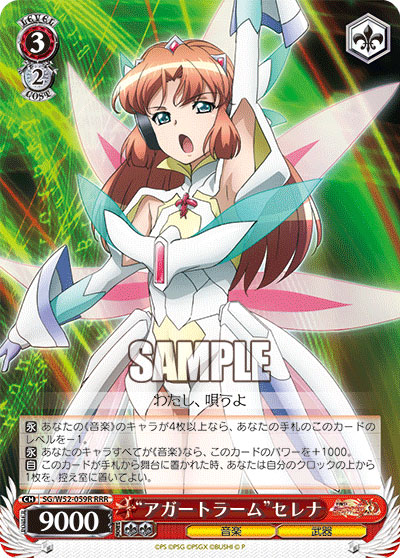 LEVEL
3
2
COST
SAMPLE
わたし、唄うよ
永 あなたの《音楽》のキャラが4枚以上なら、あなたの手札のこのカードの
レベルを-1。
永 あなたのキャラすべてが《音楽》なら、このカードのパワーを+1000。
自 このカードが手札から舞台に置かれた時、あなたは自分のクロックの上から
1枚を、控え室に置いてよい。
CH SG/W52-059R RRR
9000
“アガートラーム”セレナ
音楽
武器
©PSG ©PSGX ©BUSHI